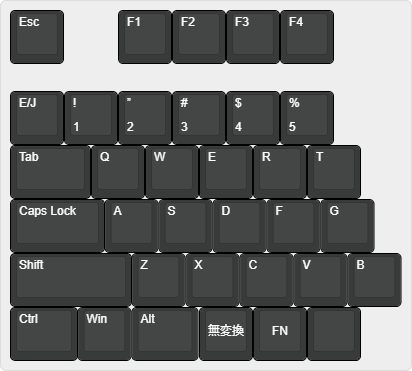 Esc F1 F2 F3 F4
E/J ! " # $ %
1 2 3 4 5
Tab Q W E R T
Caps Lock A S D F G
Shift Z X C V B
Ctrl Win Alt 無変換 FN